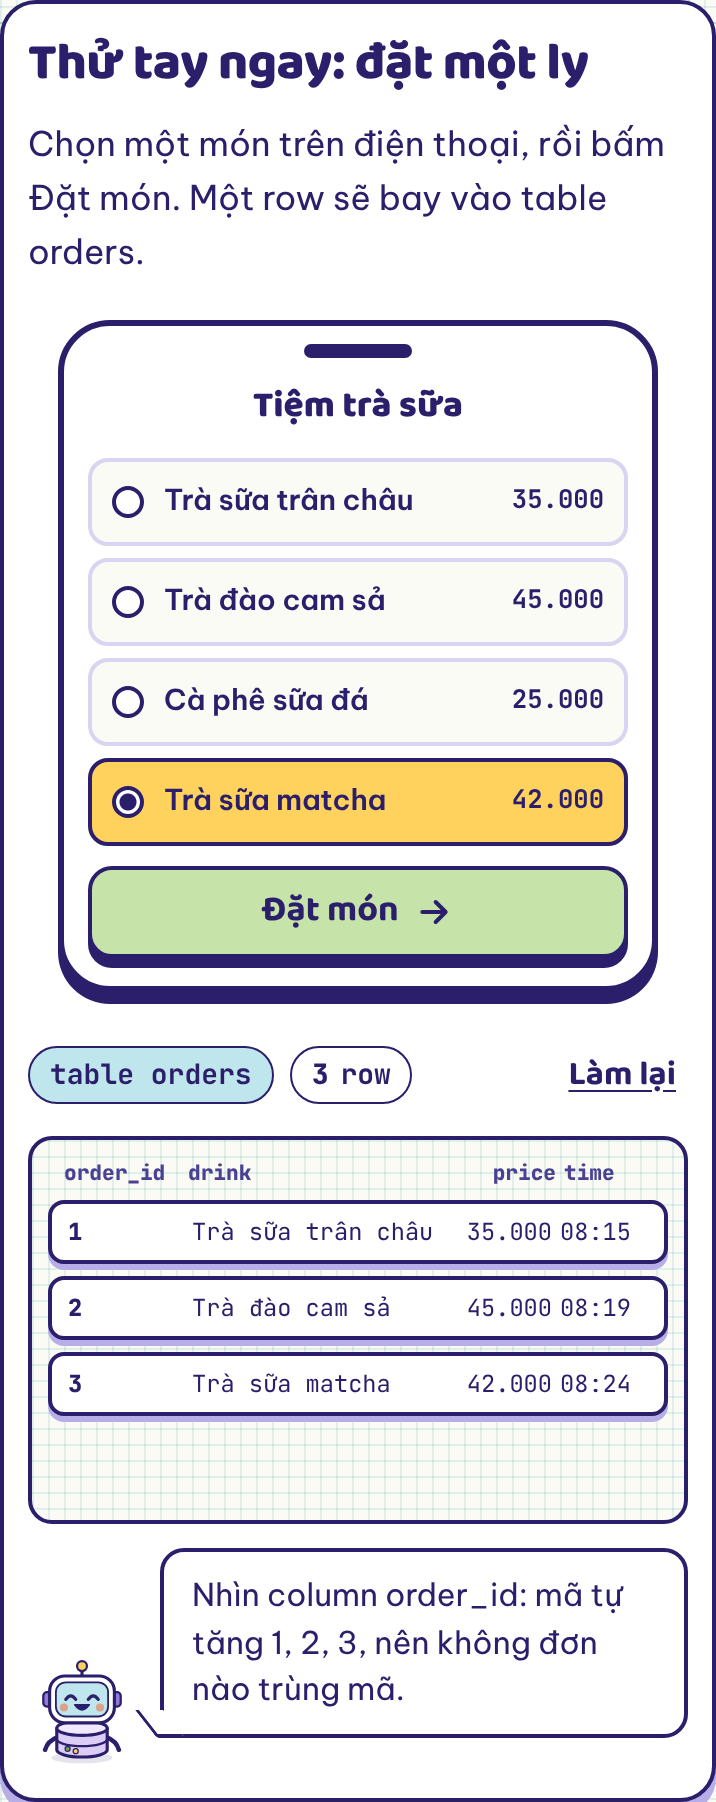 Thử tay ngay: đặt một ly
Chọn một món trên điện thoại, rồi bấm
Đặt món. Một row sẽ bay vào table
orders.
Tiệm trà sữa
Trà sữa trân châu 35.000
Trà đào cam sả 45.000
Cà phê sữa đá 25.000
Trà sữa matcha 42.000
Đặt món →
table orders 3 row Làm lại
order_id drink price time
1 Trà sữa trân châu 35.000 08:15
2 Trà đào cam sả 45.000 08:19
3 Trà sữa matcha 42.000 08:24
Nhìn column order_id: mã tự
tăng 1, 2, 3, nên không đơn
nào trùng mã.